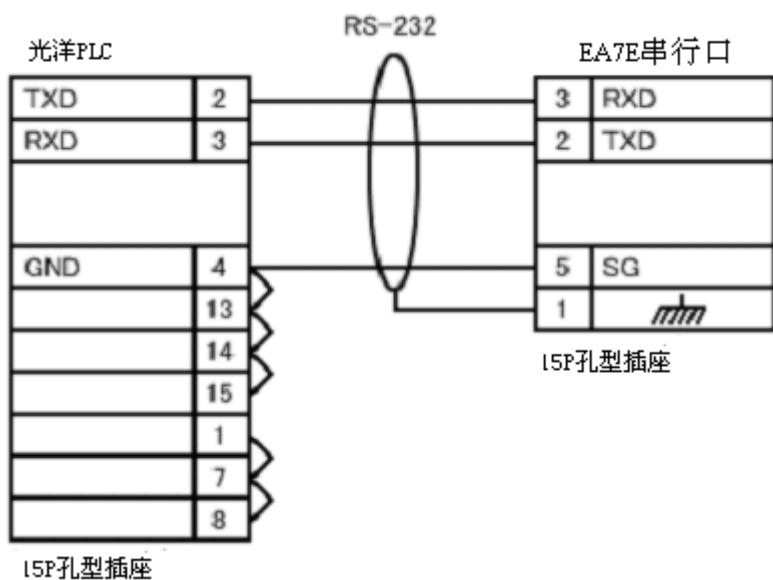 RS-232
光洋PLC
EA7E串行口
TXD 2 3 RXD
RXD 3 2 TXD
GND 4 5 SG
13 1
14
15
1
7
8
15P孔型插座
15P孔型插座